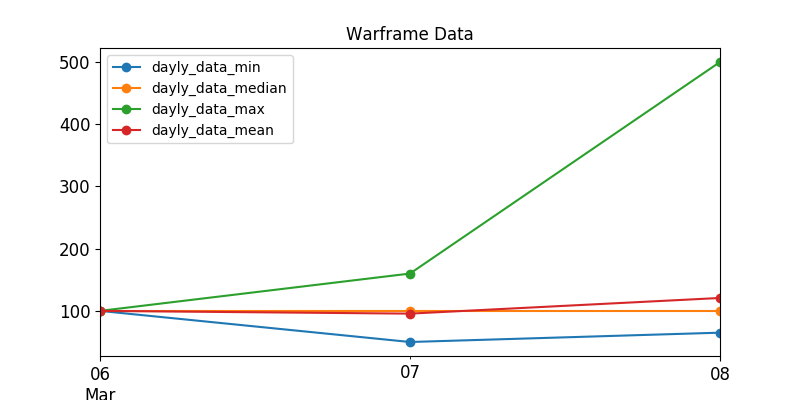 Warframe Data
500
400
300
200
100
dayly_data_min
dayly_data_median
dayly_data_max
dayly_data_mean
06
07
08
Mar